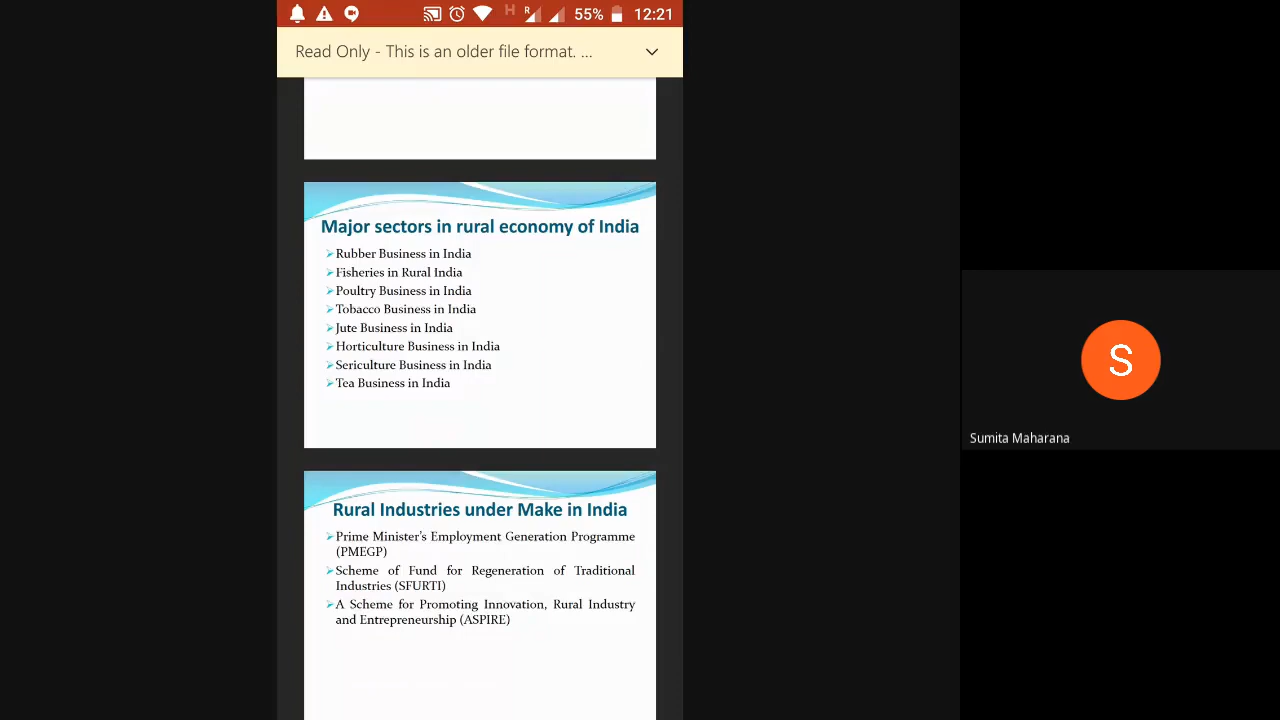 H R 55% 12:21
Read Only - This is an older file format. ...
Major sectors in rural economy of India
Rubber Business in India
Fisheries in Rural India
Poultry Business in India
Tobacco Business in India
Jute Business in India
Horticulture Business in India
Sericulture Business in India
Tea Business in India
Rural Industries under Make in India
Prime Minister's Employment Generation Programme
(PMEGP)
Scheme of Fund for Regeneration of Traditional
Industries (SFURTI)
A Scheme for Promoting Innovation, Rural Industry
and Entrepreneurship (ASPIRE)
S
Sumita Maharana